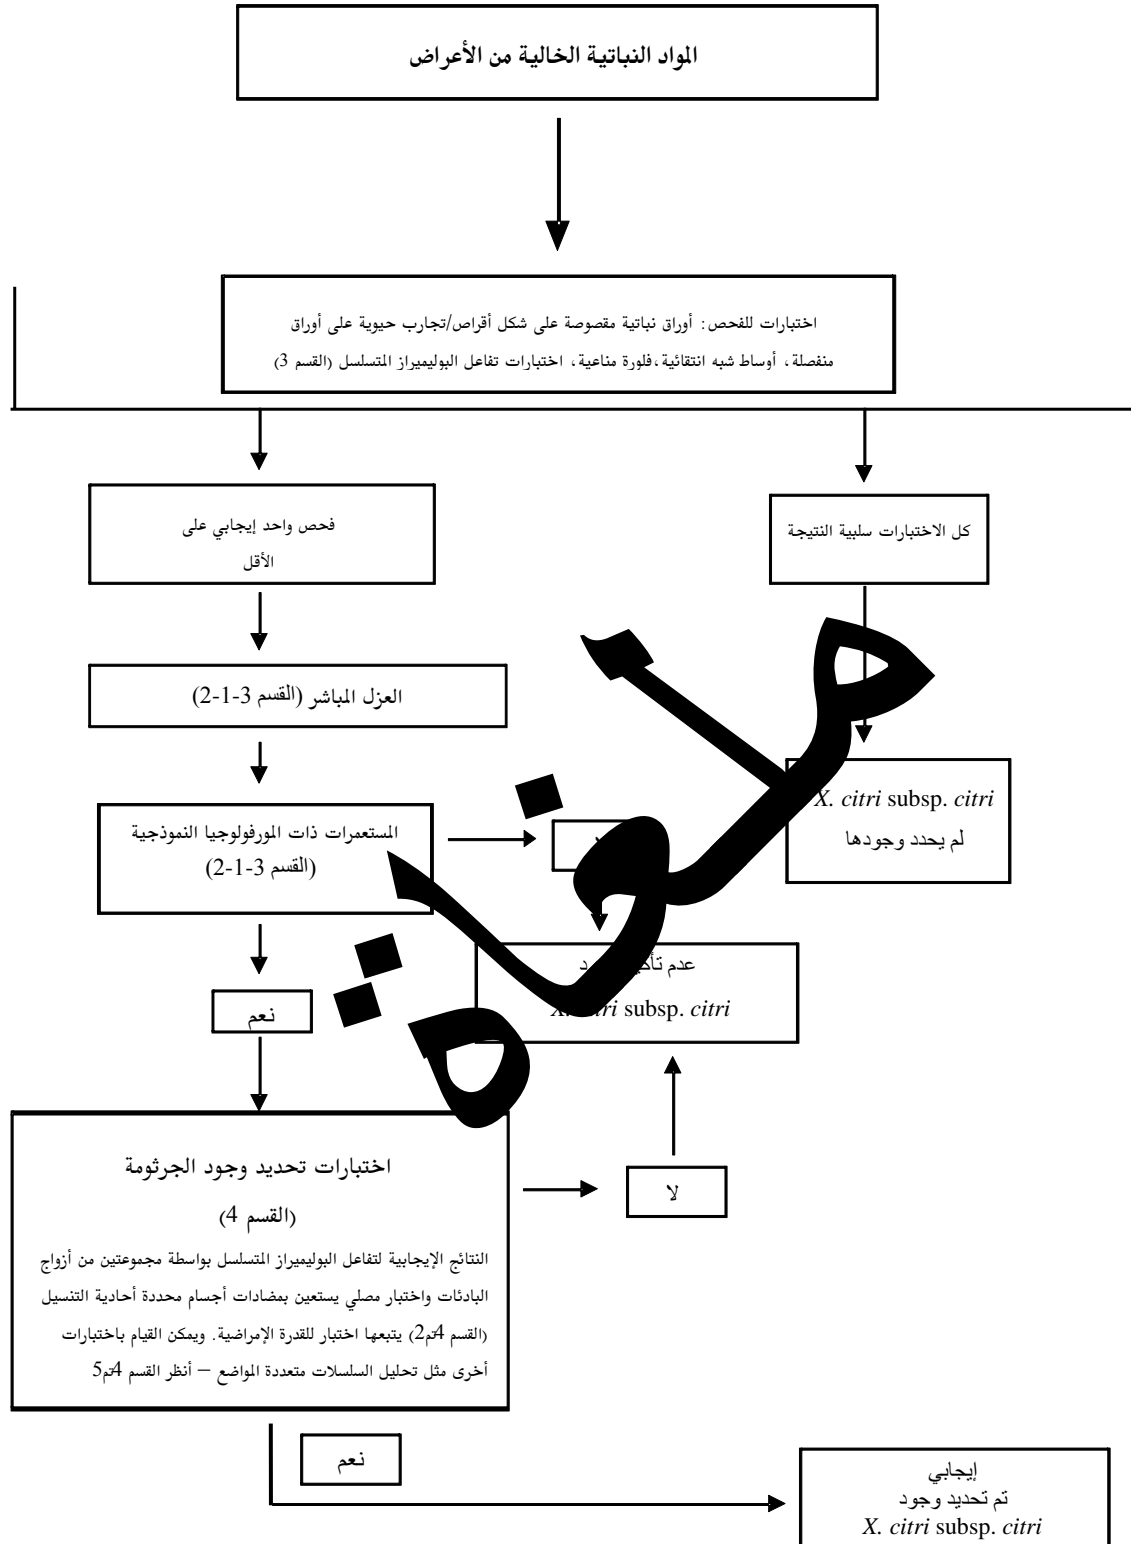 المواد النباتية الخالية من الأعراض
اختبارات للفحص: أوراق نباتية مقصوصة على شكل أقراص/تجارب حيوية على أوراق
منفصلة، أوساط شبه انتقائية،فلورة مناعية، اختبارات تفاعل البوليميراز المتسلسل (القسم 3)
فحص واحد إيجابي على
الأقل
كل الاختبارات سلبية النتيجة
العزل المباشر (القسم 3-1-2)
X. citri subsp. citri
لم يحدد وجودها
المستعمرات ذات المورفولوجيا النموذجية
(القسم 3-1-2)
صفوة
عدم
subsp. citri
نعم
اختبارات تحديد وجود الجرثومة
(القسم 4)
النتائج الإيجابية لتفاعل البوليميراز المتسلسل بواسطة مجموعتين من أزواج
البادئات واختبار مصلي يستعين بمضادات أجسام محددة أحادية التنسيل
(القسم 4تم2) يتبعها اختبار للقدرة الإمراضية. ويمكن القيام باختبارات
أخرى مثل تحليل السلسلات متعددة المواضع – أنظر القسم 4تم5
لا
نعم
إيجابي
تم تحديد وجود
X. citri subsp. citri